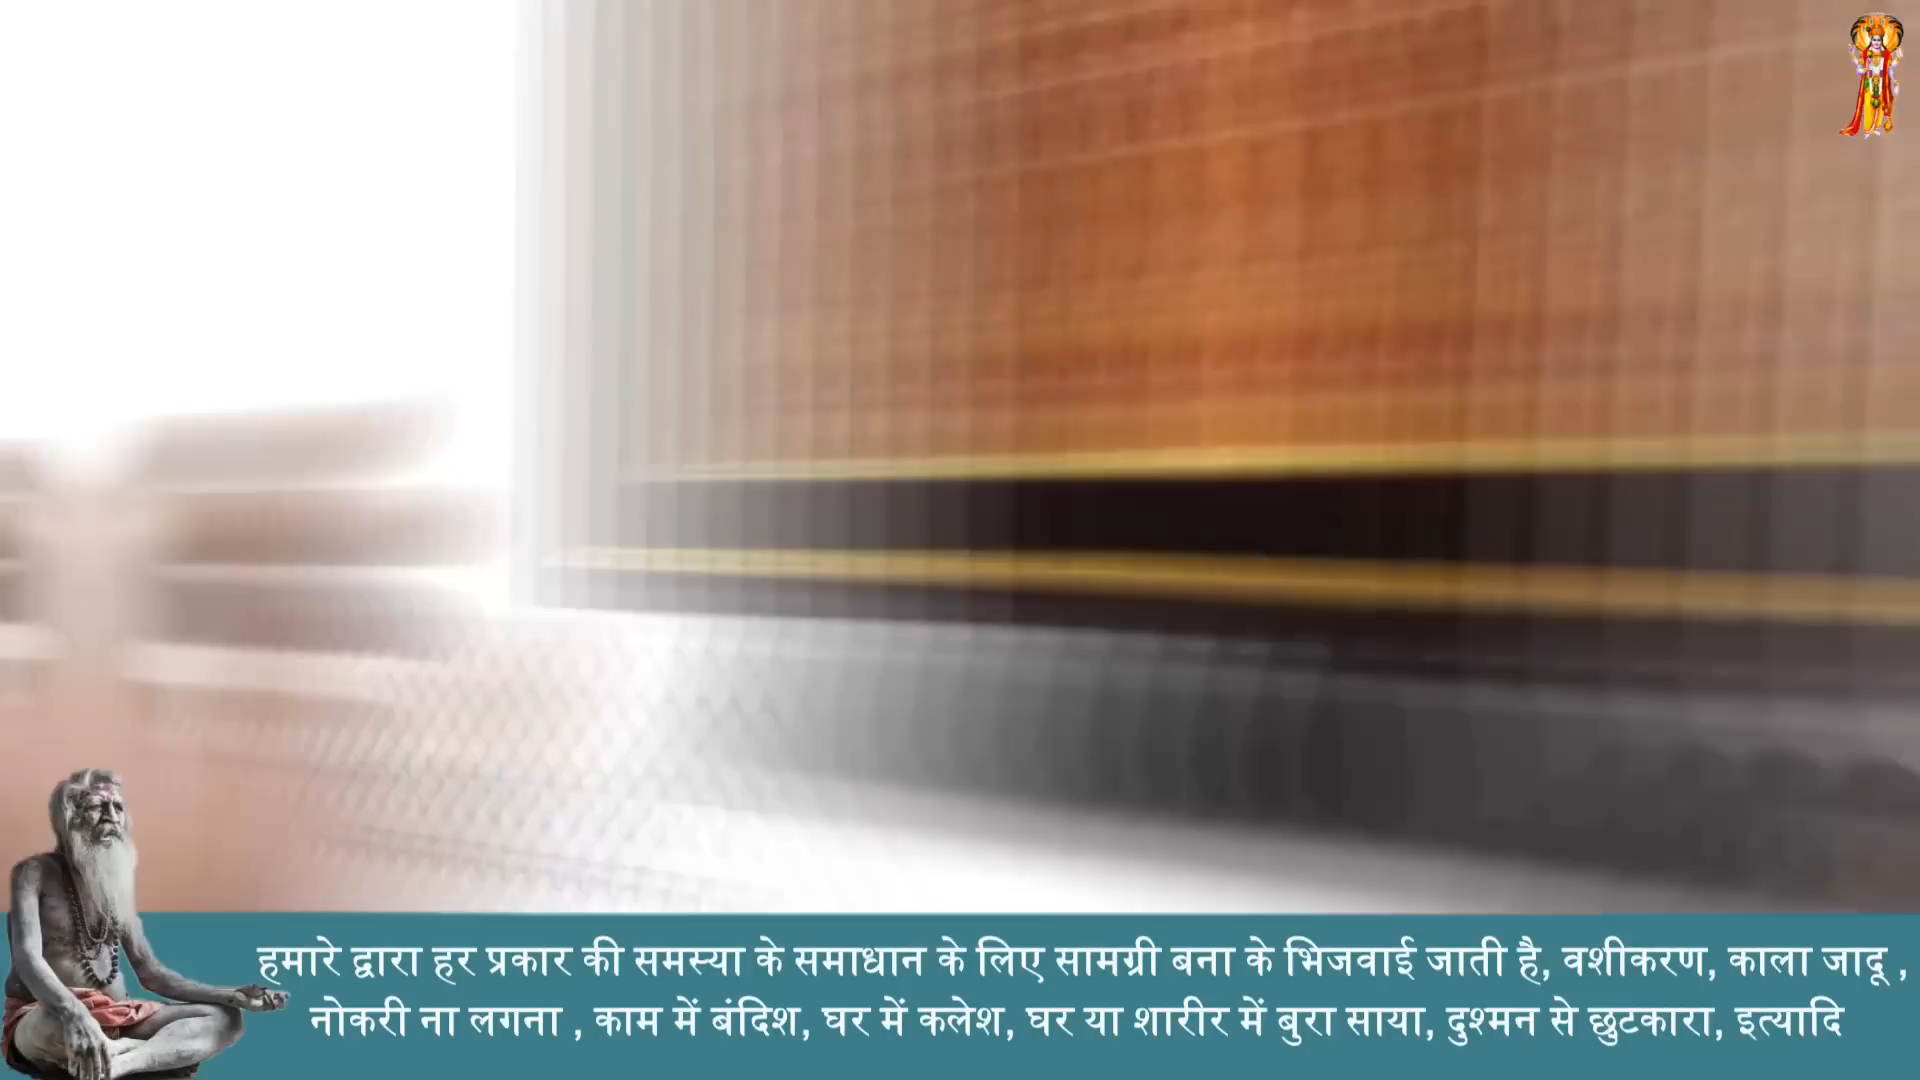 हमारे द्वारा हर प्रकार की समस्या के समाधान के लिए सामग्री बना के भिजवाई जाती है, वशीकरण, काला जादू ,
नोकरी ना लगना , काम में बंदिश, घर में कलेश, घर या शारीर में बुरा साया, दुश्मन से छुटकारा, इत्यादि